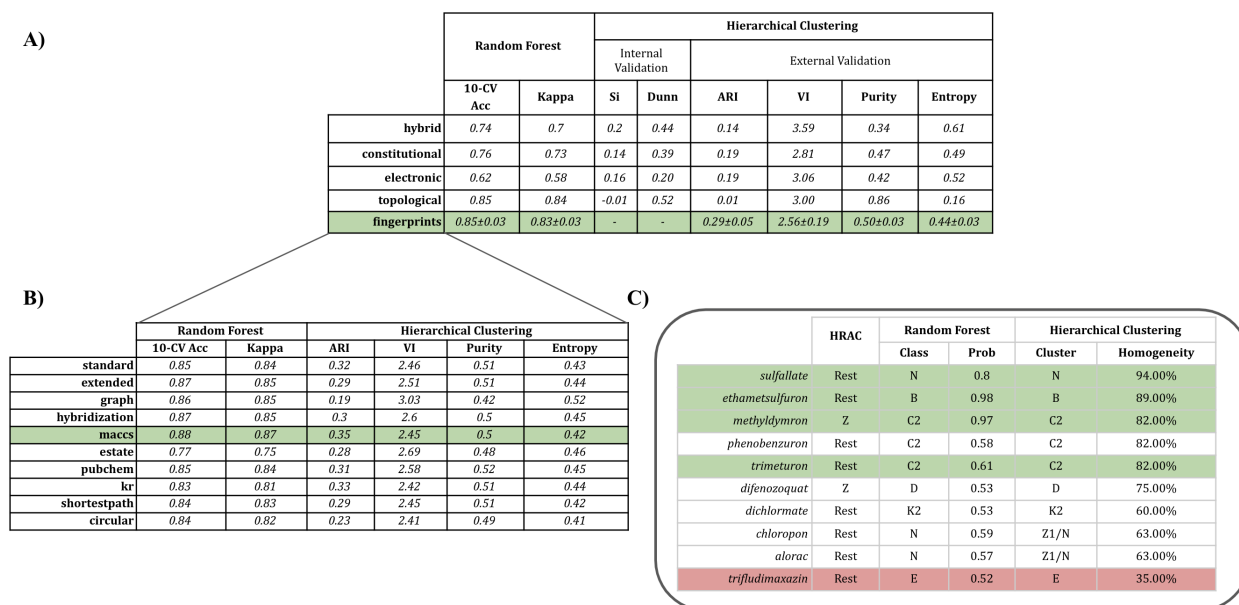 A)
Random Forest Hierarchical Clustering
Internal Validation External Validation
10-CV Acc Kappa Si Dunn ARI VI Purity Entropy
hybrid 0.74 0.7 0.2 0.44 0.14 3.59 0.34 0.61
constitutional 0.76 0.73 0.14 0.39 0.19 2.81 0.47 0.49
electronic 0.62 0.58 0.16 0.20 0.19 3.06 0.42 0.52
topological 0.85 0.84 -0.01 0.52 0.01 3.00 0.86 0.16
fingerprints 0.85±0.03 0.83±0.03 - - 0.29±0.05 2.56±0.19 0.50±0.03 0.44±0.03
B)
Random Forest Hierarchical Clustering
10-CV Acc Kappa ARI VI Purity Entropy
standard 0.85 0.84 0.32 2.46 0.51 0.43
extended 0.87 0.85 0.29 2.51 0.51 0.44
graph 0.86 0.85 0.19 3.03 0.42 0.52
hybridization 0.87 0.85 0.3 2.6 0.5 0.45
maccs 0.88 0.87 0.35 2.45 0.5 0.42
estate 0.77 0.75 0.28 2.69 0.48 0.46
pubchem 0.85 0.84 0.31 2.58 0.52 0.45
kr 0.83 0.81 0.33 2.42 0.51 0.44
shortestpath 0.84 0.83 0.29 2.45 0.51 0.42
circular 0.84 0.82 0.23 2.41 0.49 0.41
C)
HRAC Random Forest Hierarchical Clustering
Class Prob Cluster Homogeneity
sulfallate Rest N 0.8 N 94.00%
ethametsulfuron Rest B 0.98 B 89.00%
methyldymron Z C2 0.97 C2 82.00%
phenobenzuron Rest C2 0.58 C2 82.00%
trimeturon Rest C2 0.61 C2 82.00%
difenozoquat Z D 0.53 D 75.00%
dichlormate Rest K2 0.53 K2 60.00%
chloropon Rest N 0.59 Z1/N 63.00%
alorac Rest N 0.57 Z1/N 63.00%
trifludimaxazin Rest E 0.52 E 35.00%